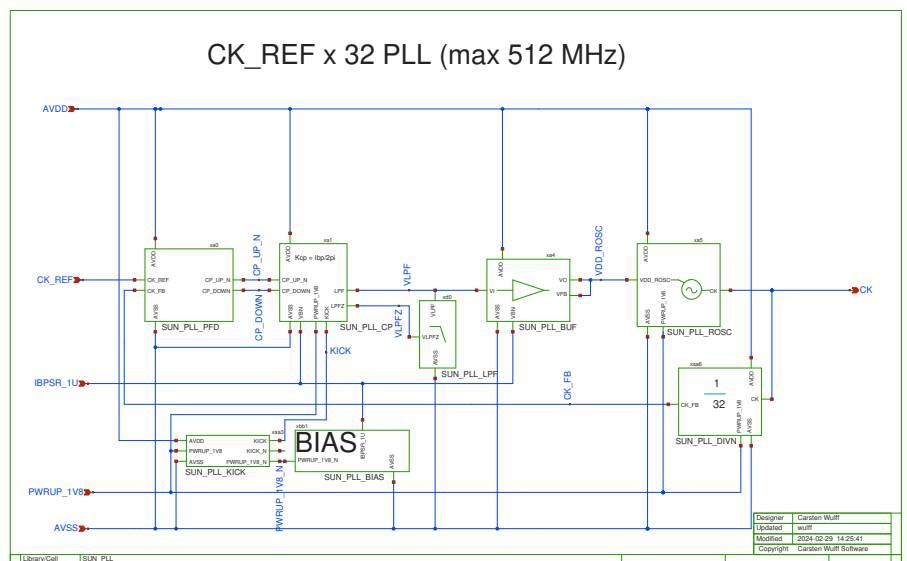 CK_REF x 32 PLL (max 512 MHz)
AVDD
xa0
AVDD
CK_REF
CK_FB
CP_UP_N
CP_DOWN
AVSS
SUN_PLL_PFD
CK_REF
CP_UP_N
CP_DOWN
xa1
AVDD
Kcp = Ibp/2pi
CP_UP_N
CP_DOWN
LPF
LPFZ
AVSS
VBN
PWRUP_1V8
KICK
SUN_PLL_CP
KICK
VLPF
VLPFZ
xd0
VLPF
VLPFZ
AVSS
SUN_PLL_LPF
xa4
AVDD
VI
VO
VFB
AVSS
VBN
SUN_PLL_BUF
VDD_ROSC
xa5
AVDD
VDD_ROSC
CK
AVSS
PWRUP_1V8
SUN_PLL_ROSC
CK
IBPSR_1U
CK_FB
xaa6
AVDD
1
32
CK_FB
CK
PWRUP_1V8
AVSS
SUN_PLL_DIVN
xaa3
AVDD
PWRUP_1V8
AVSS
KICK
KICK_N
PWRUP_1V8_N
SUN_PLL_KICK
PWRUP_1V8_N
xbb1
BIAS
IBPSR_1U
PWRUP_1V8_N
AVSS
SUN_PLL_BIAS
PWRUP_1V8
AVSS
Designer Carsten Wulff
Updated wulff
Modified 2024-02-29 14:25:41
Copyright Carsten Wulff Software
Library/Cell SUN_PLL